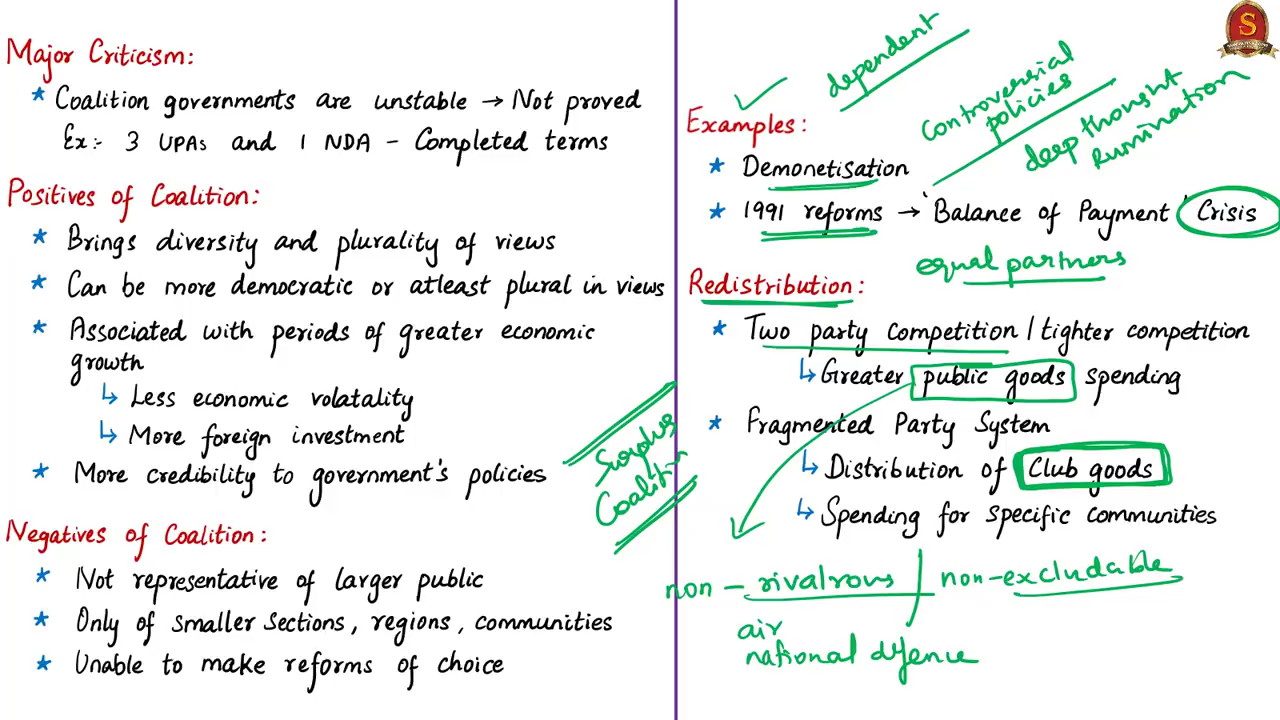 Major Criticism:
* Coalition governments are unstable → Not proved
Ex:- 3 UPAs and 1 NDA - Completed terms
Positives of Coalition:
* Brings diversity and plurality of views
* Can be more democratic or atleast plural in views
* Associated with periods of greater economic
growth
↳ Less economic volatality
↳ More foreign investment
* More credibility to government's policies
Surplus
Coalition
Negatives of Coalition:
* Not representative of larger public
* Only of smaller sections, regions, communities
* Unable to make reforms of choice
S
dependent
controversial
policies
deep thought
rumination
Examples:
* Demonetisation
* 1991 reforms → Balance of Payment Crisis
equal partners
Redistribution:
* Two party competition / tighter competition
↳ Greater public goods spending
* Fragmented Party System
↳ Distribution of Club goods
↳ Spending for specific communities
non - rivalrous | non-excludable
air
national defence